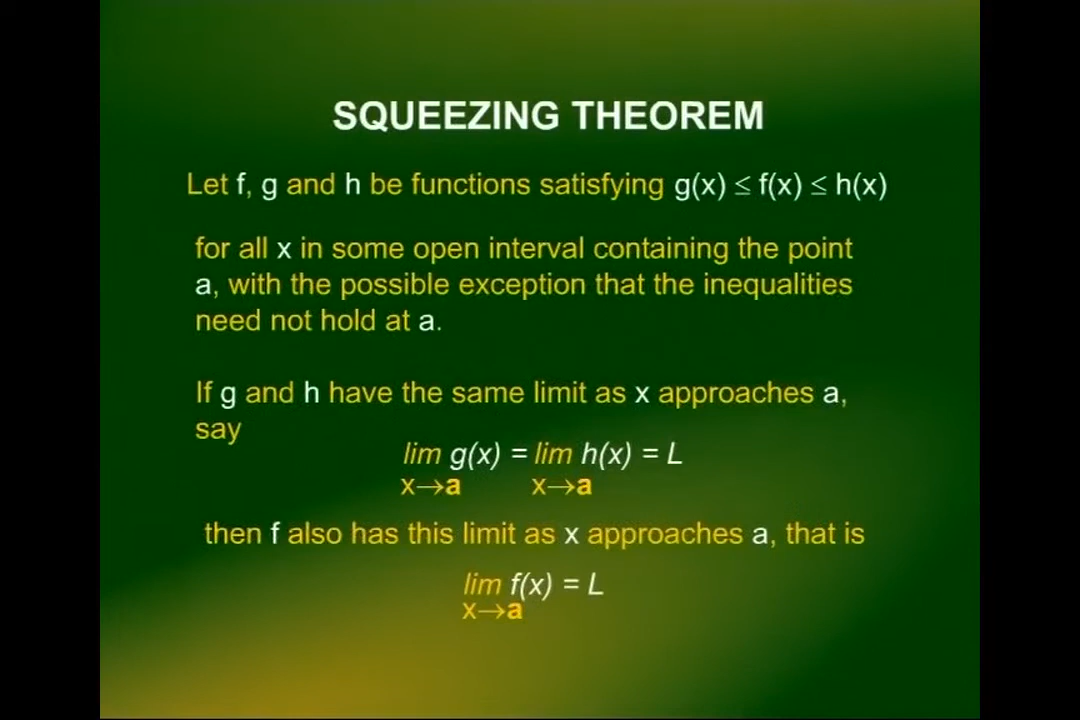 SQUEEZING THEOREM
Let f, g and h be functions satisfying g(x) ≤ f(x) ≤ h(x)
for all x in some open interval containing the point
a, with the possible exception that the inequalities
need not hold at a.
If g and h have the same limit as x approaches a,
say
lim g(x) = lim h(x) = L
x→a x→a
then f also has this limit as x approaches a, that is
lim f(x) = L
x→a